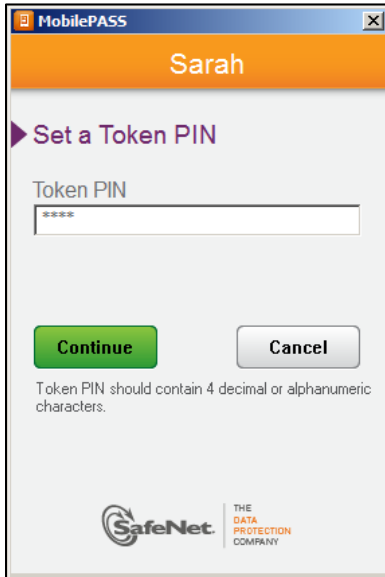 MobilePASS
Sarah
Set a Token PIN
Token PIN
****
Continue
Cancel
Token PIN should contain 4 decimal or alphanumeric
characters.
SafeNet.
THE
DATA
PROTECTION
COMPANY